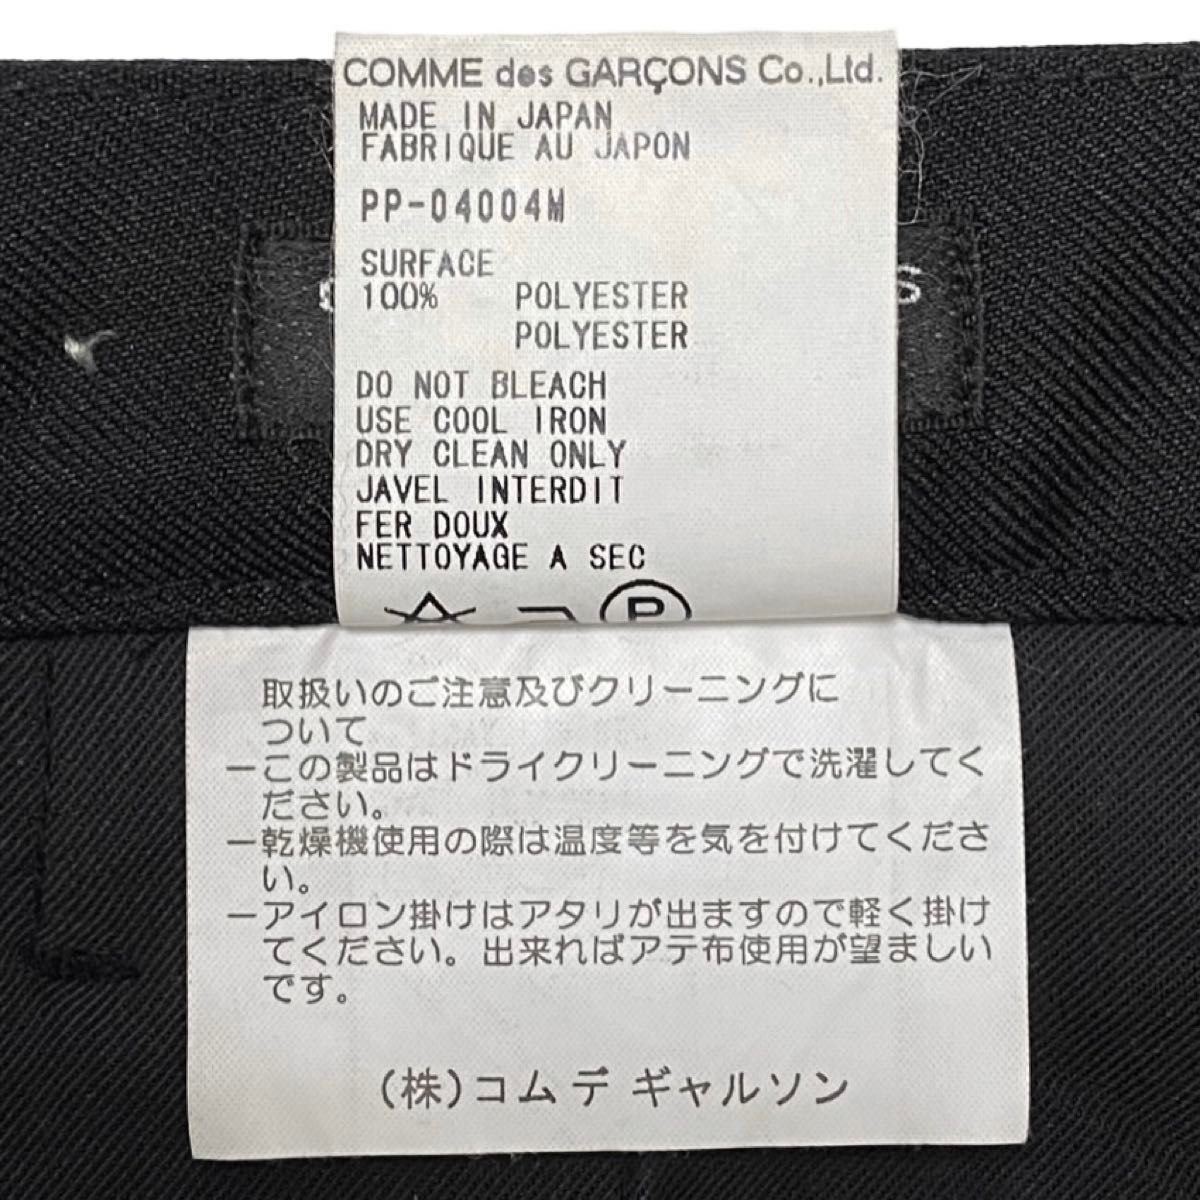 COMME des GARÇONS Co.,Ltd.
MADE IN JAPAN
FABRIQUE AU JAPON
PP-04004M
SURFACE
100% POLYESTER
POLYESTER
DO NOT BLEACH
USE COOL IRON
DRY CLEAN ONLY
JAVEL INTERDIT
FER DOUX
NETTOYAGE A SEC
P
取扱いのご注意及びクリーニングに
ついて
ーこの製品はドライクリーニングで洗濯してく
ださい。
ー乾燥機使用の際は温度等を気を付けてくださ
い。
ーアイロン掛けはアタリが出ますので軽く掛け
てください。出来ればアテ布使用が望ましい
です。
(株)コム デ ギャルソン